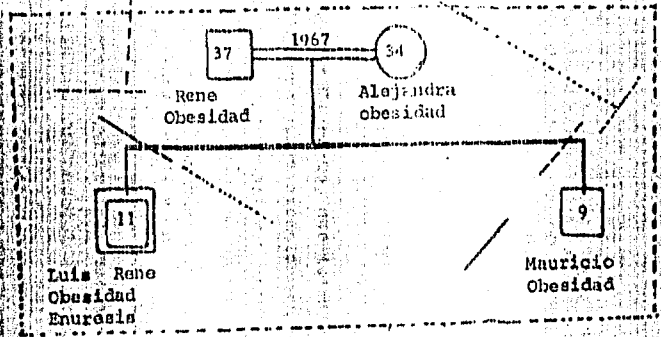 37
1967
34
Rene
Obesidad
Alejandra
obesidad
11
9
Luis Rene
Obesidad
Enuresis
Mauricio
Obesidad